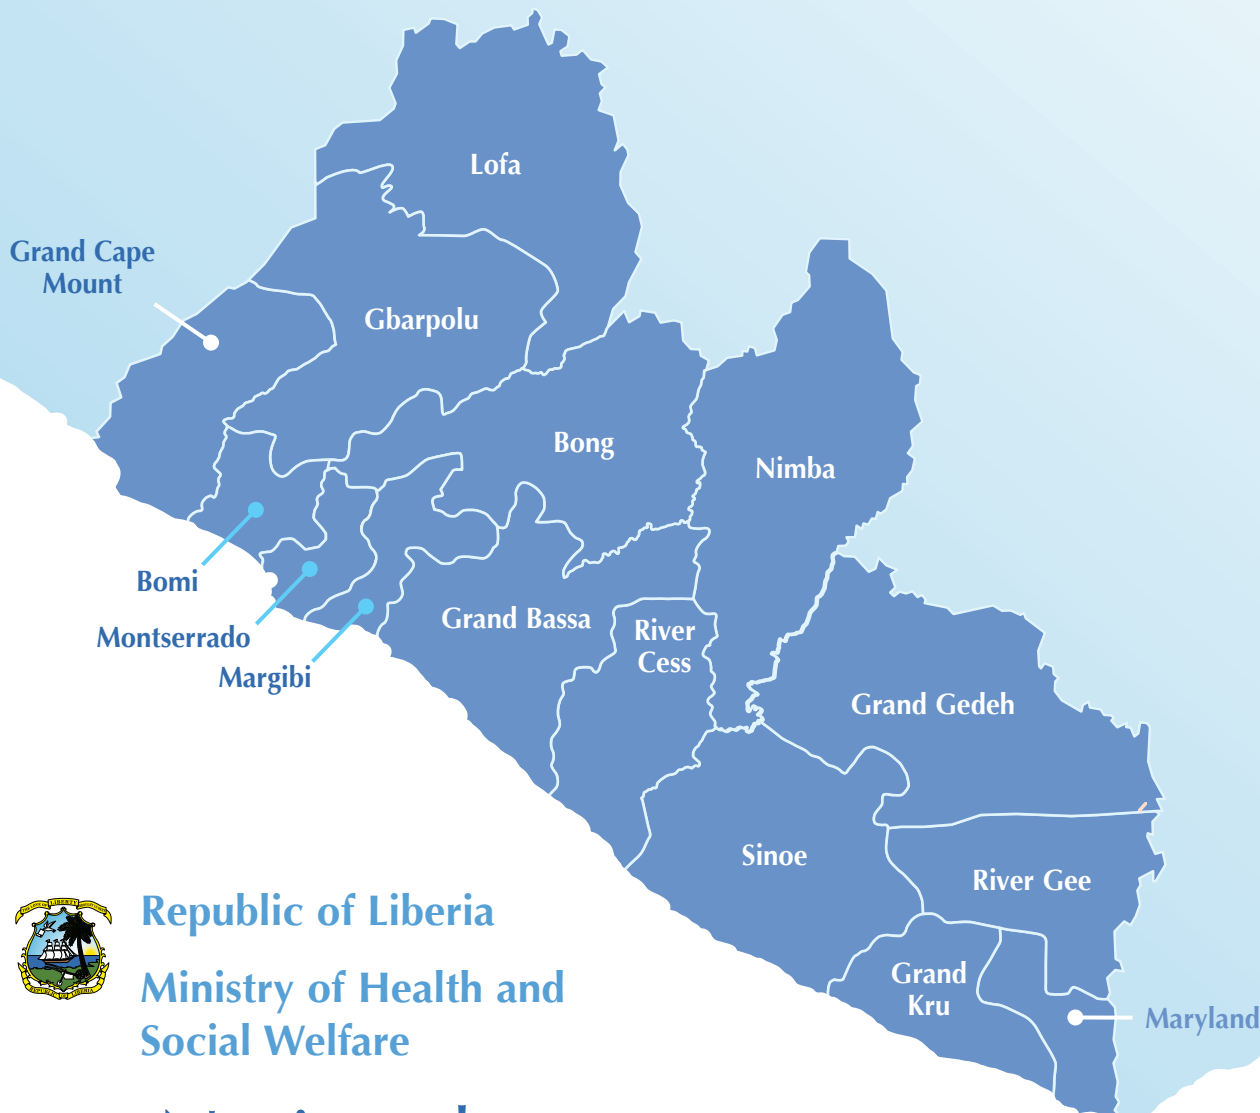 Lofa
Grand Cape
Mount
Gbarpolu
Bong
Nimba
Bomi
Montserrado
Margibi
Grand Bassa
River
Cess
Grand Gedeh
Sinoe
River Gee
Grand
Kru
Maryland
Republic of Liberia
Ministry of Health and
Social Welfare